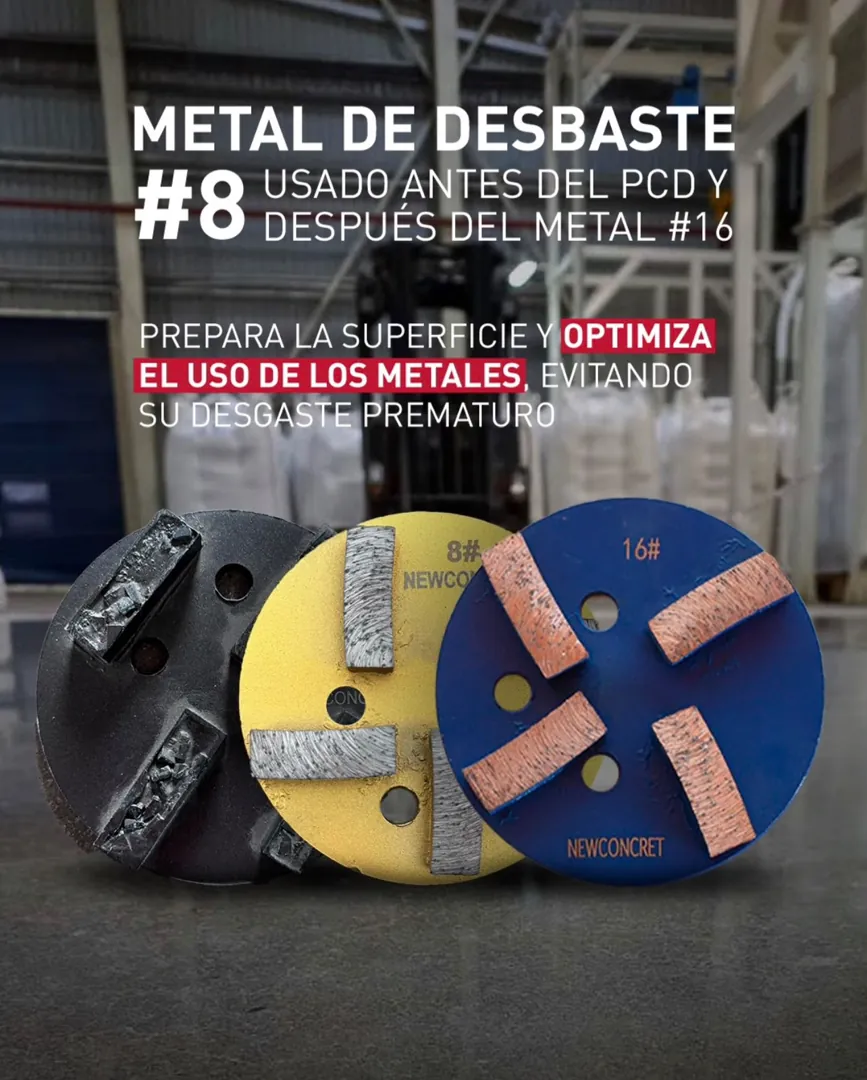 METAL DE DESBASTE
#8 USADO ANTES DEL PCD Y
DESPUÉS DEL METAL #16
PREPARA LA SUPERFICIE Y OPTIMIZA
EL USO DE LOS METALES, EVITANDO
SU DESGASTE PREMATURO
8#
16#
NEWCONCRET